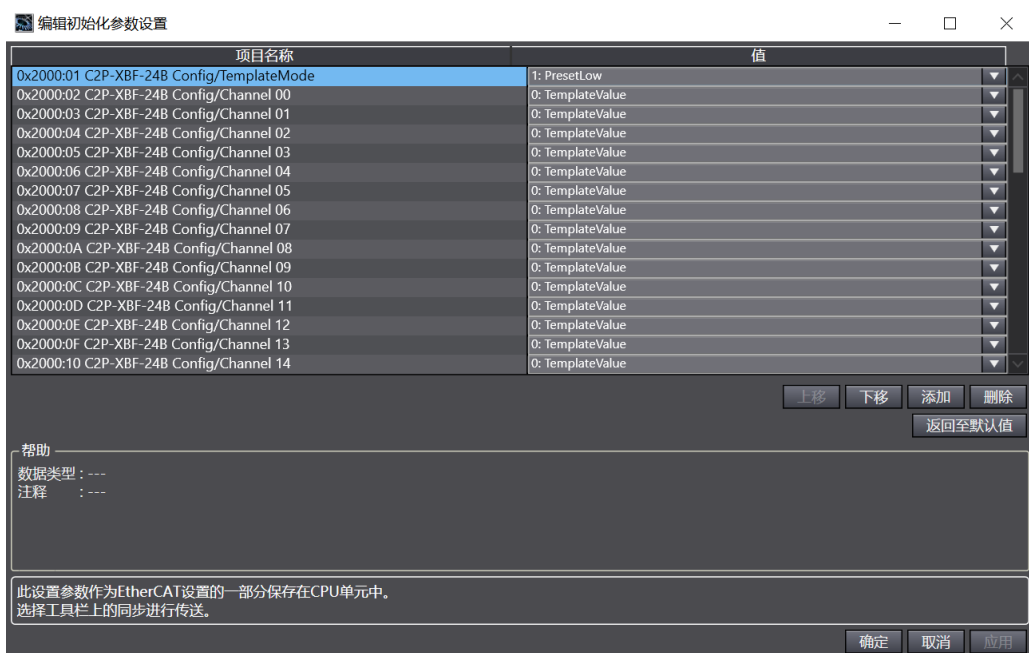 编辑初始化参数设置
项目名称 值
0x2000:01 C2P-XBF-24B Config/TemplateMode 1: PresetLow
0x2000:02 C2P-XBF-24B Config/Channel 00 0: TemplateValue
0x2000:03 C2P-XBF-24B Config/Channel 01 0: TemplateValue
0x2000:04 C2P-XBF-24B Config/Channel 02 0: TemplateValue
0x2000:05 C2P-XBF-24B Config/Channel 03 0: TemplateValue
0x2000:06 C2P-XBF-24B Config/Channel 04 0: TemplateValue
0x2000:07 C2P-XBF-24B Config/Channel 05 0: TemplateValue
0x2000:08 C2P-XBF-24B Config/Channel 06 0: TemplateValue
0x2000:09 C2P-XBF-24B Config/Channel 07 0: TemplateValue
0x2000:0A C2P-XBF-24B Config/Channel 08 0: TemplateValue
0x2000:0B C2P-XBF-24B Config/Channel 09 0: TemplateValue
0x2000:0C C2P-XBF-24B Config/Channel 10 0: TemplateValue
0x2000:0D C2P-XBF-24B Config/Channel 11 0: TemplateValue
0x2000:0E C2P-XBF-24B Config/Channel 12 0: TemplateValue
0x2000:0F C2P-XBF-24B Config/Channel 13 0: TemplateValue
0x2000:10 C2P-XBF-24B Config/Channel 14 0: TemplateValue
上移 下移 添加 删除
返回至默认值
帮助
数据类型 : ---
注释 : ---
此设置参数作为EtherCAT设置的一部分保存在CPU单元中。
选择工具栏上的同步进行传送。
确定 取消 应用